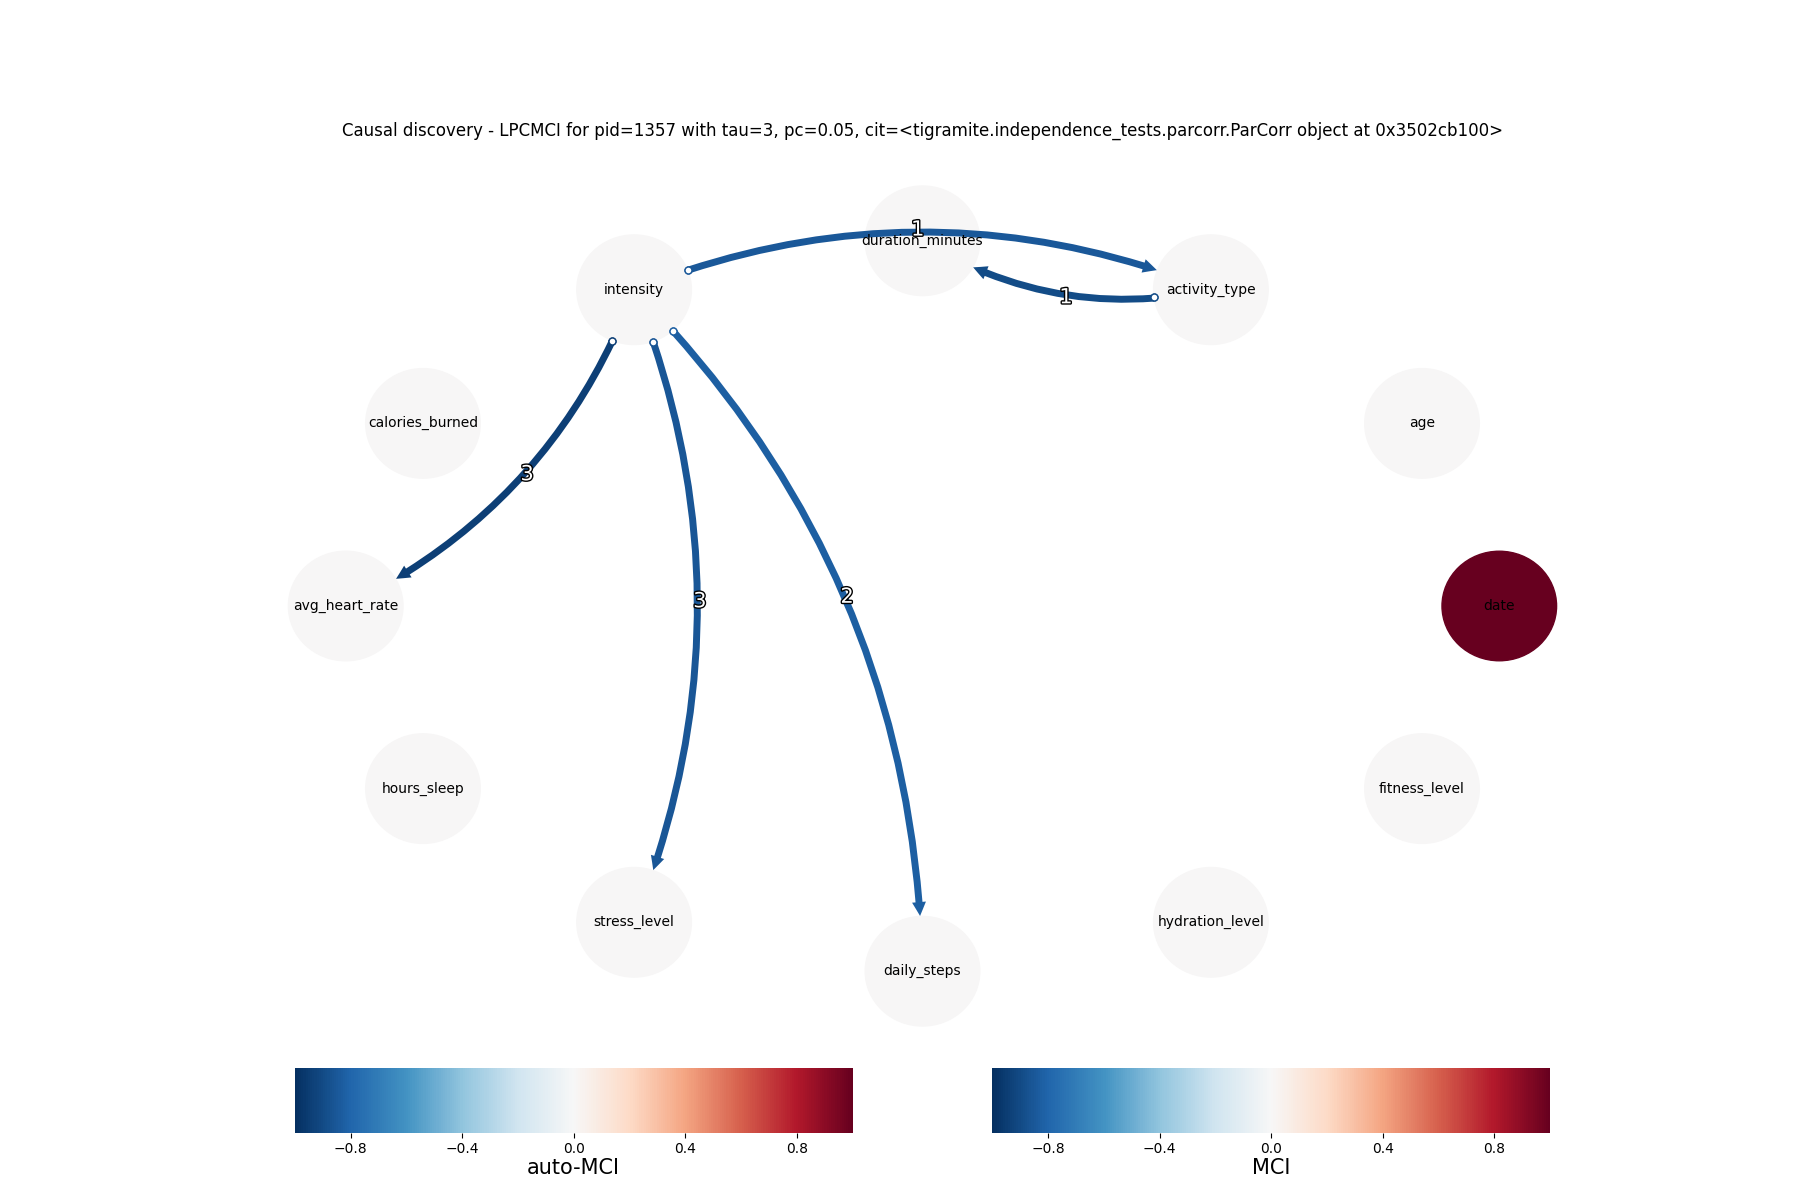 Causal discovery - LPCMCI for pid=1357 with tau=3, pc=0.05, cit=<tigramite.independence_tests.parcorr.ParCorr object at 0x3502cb100>
1
duration_minutes
intensity
activity_type
1
calories_burned
age
3
avg_heart_rate
3
2
date
hours_sleep
fitness_level
stress_level
hydration_level
daily_steps
−0.8 −0.4 0.0 0.4 0.8
auto-MCI
−0.8 −0.4 0.0 0.4 0.8
MCI